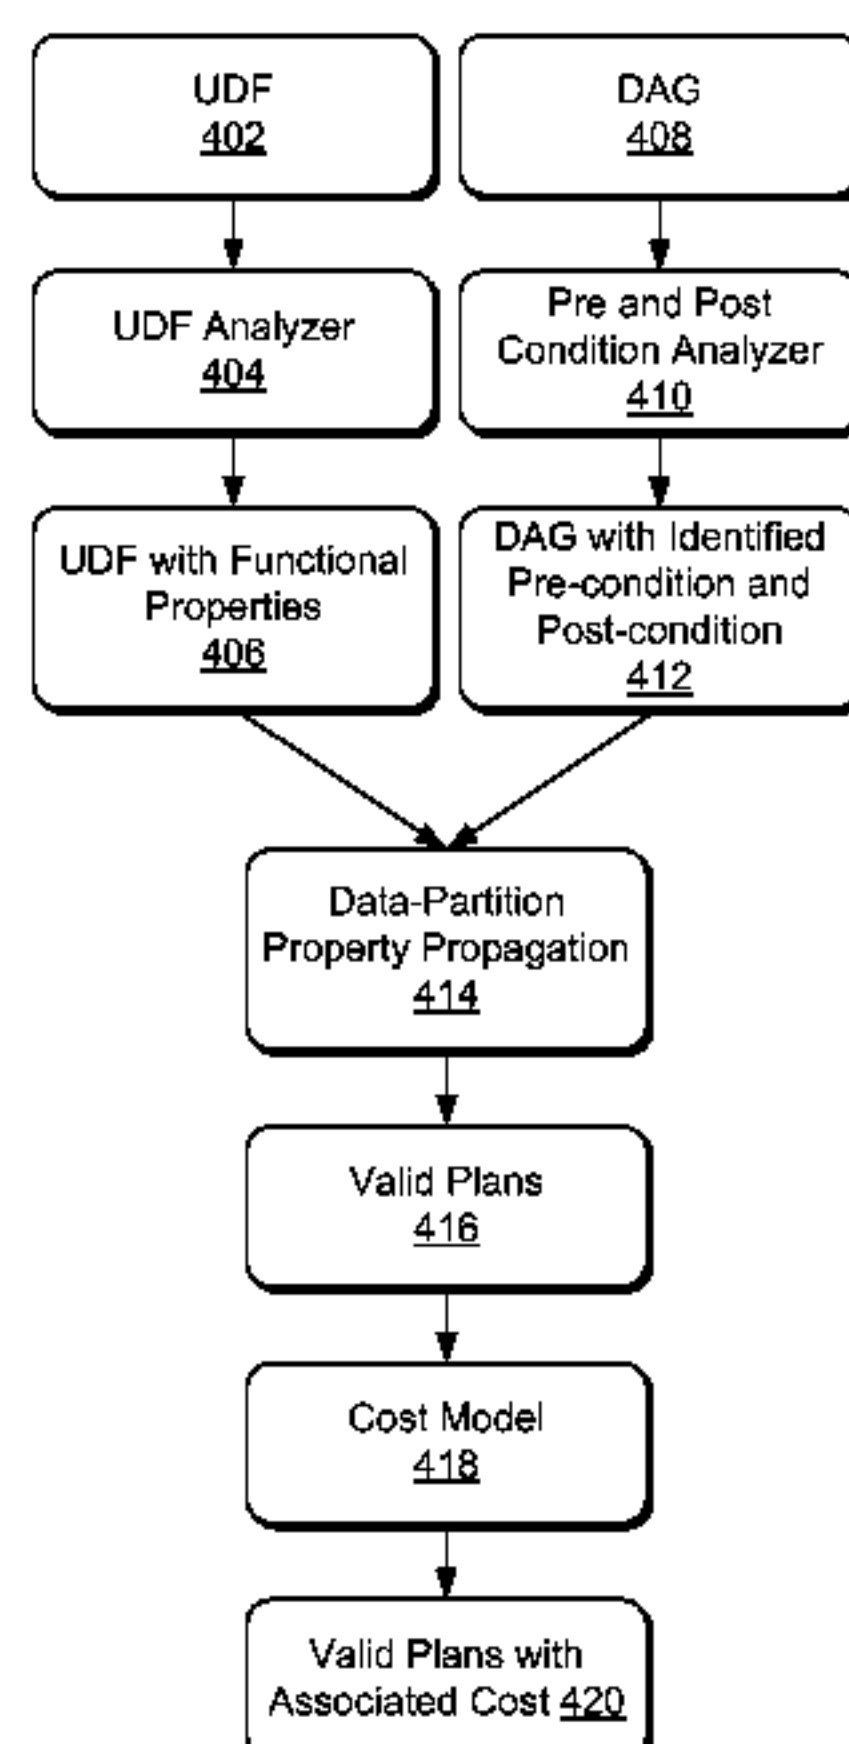 UDF
402
DAG
408
UDF Analyzer
404
Pre and Post
Condition Analyzer
410
UDF with Functional
Properties
406
DAG with Identified
Pre-condition and
Post-condition
412
Data-Partition
Property Propagation
414
Valid Plans
416
Cost Model
418
Valid Plans with
Associated Cost 420